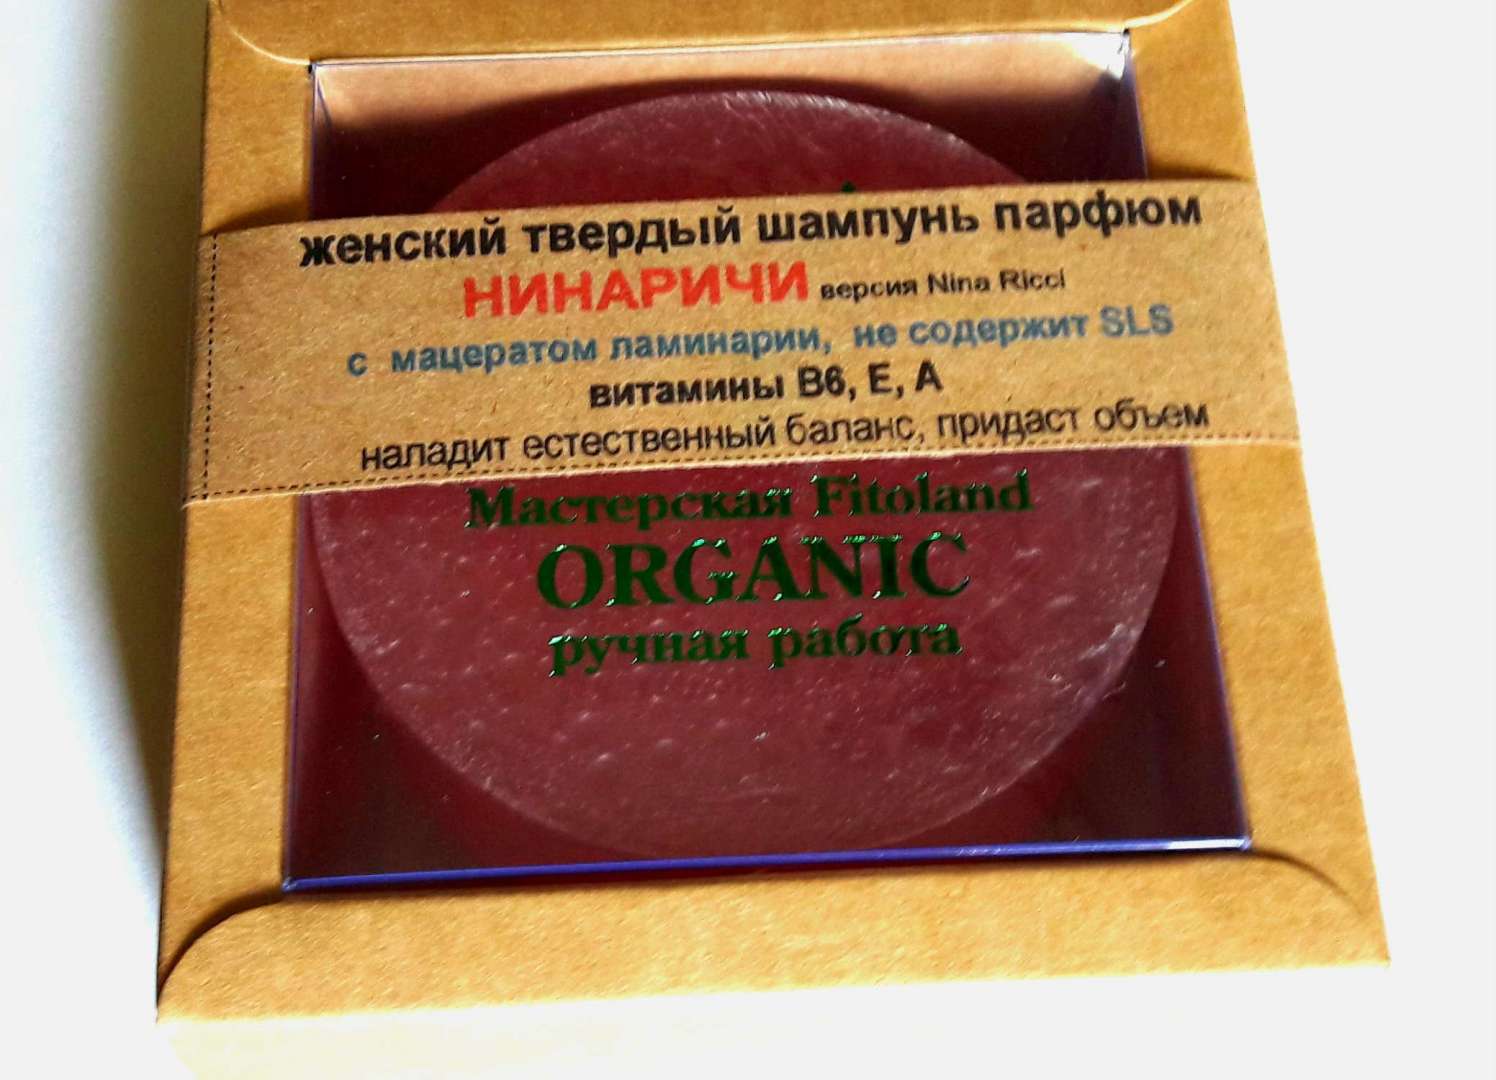 женский твердый шампунь парфюм
НИНАРИЧИ версия Nina Ricci
с мацератом ламинарии, не содержит SLS
витамины В6, Е, А
наладит естественный баланс, придаст объем
Мастерская Fitoland
ORGANIC
ручная работа